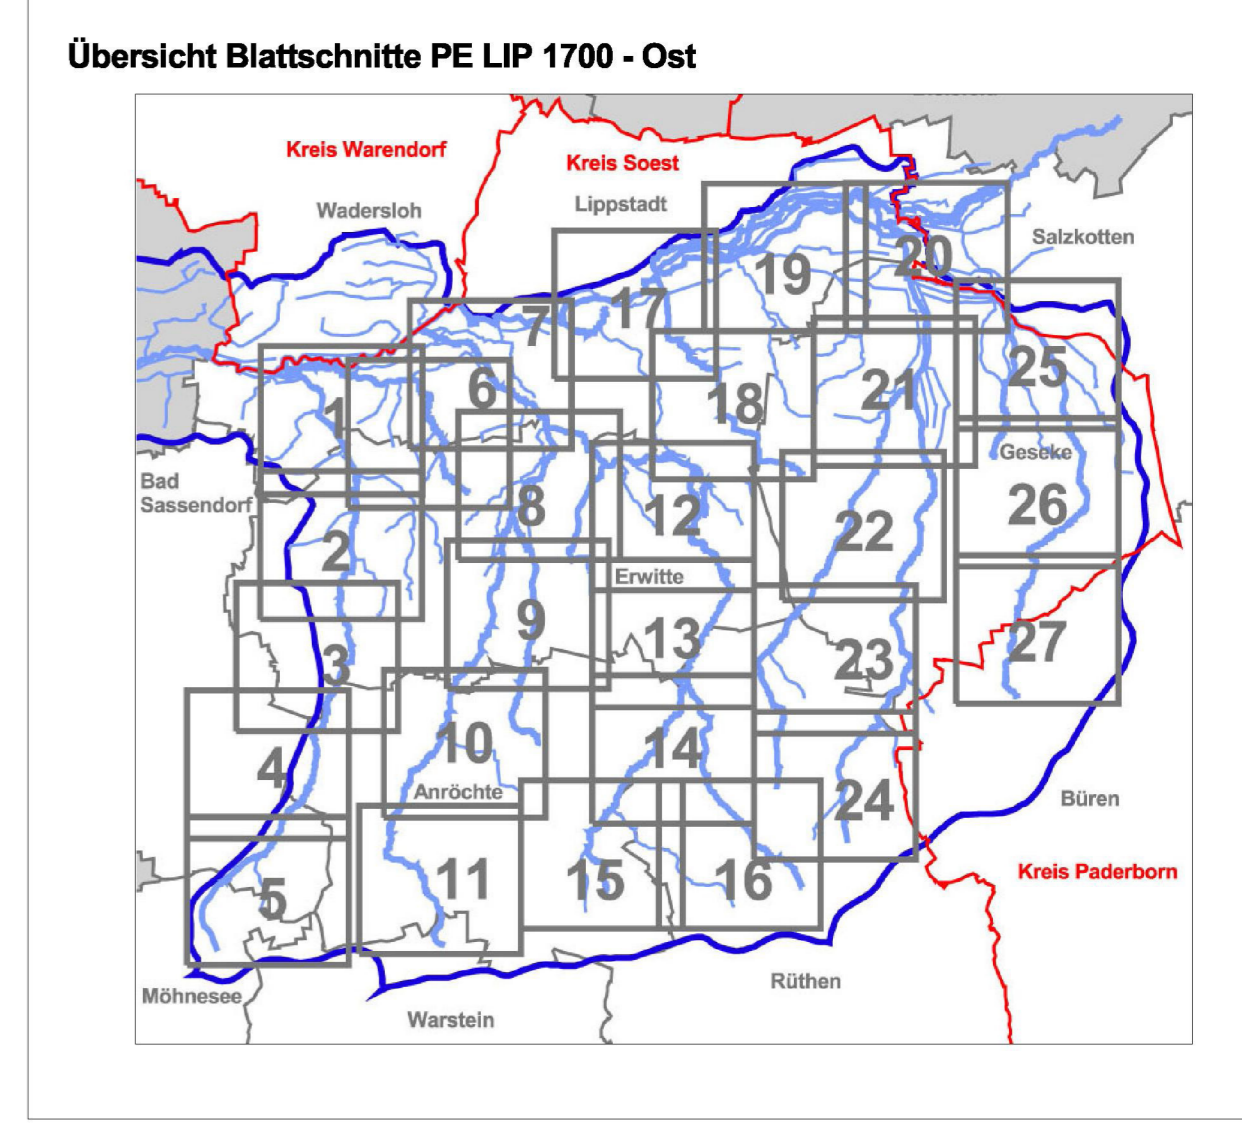 Übersicht Blattschnitte PE LIP 1700 - Ost
Kreis Warendorf
Kreis Soest
Wadersloh
Lippstadt
Salzkotten
20
19
17
7
25
6
18
21
1
Geseke
Bad
Sassendorf
8
12
26
22
2
Erwitte
9
13
27
23
3
10
14
4
Anröchte
24
Büren
11
15
16
Kreis Paderborn
5
Rüthen
Möhnesee
Warstein